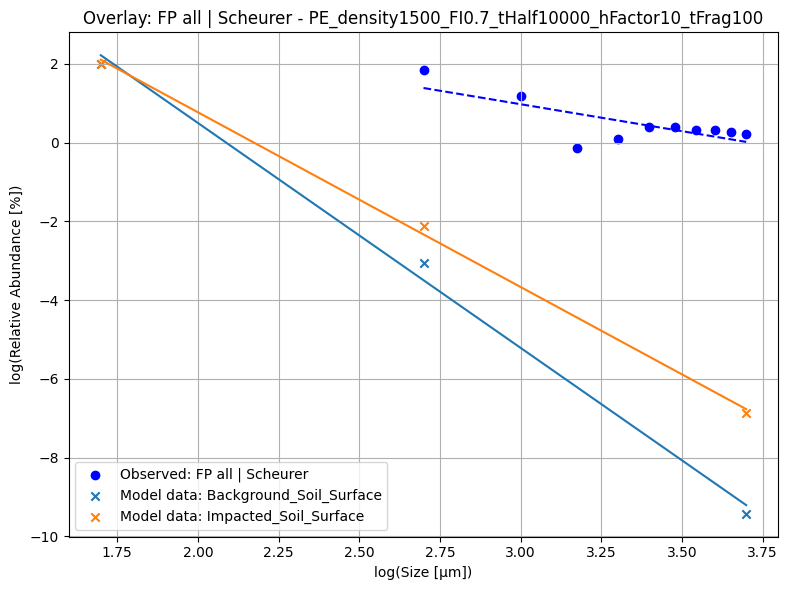 Overlay: FP all | Scheurer - PE_density1500_FI0.7_tHalf10000_hFactor10_tFrag100
log(Relative Abundance [%])
2
0
−2
−4
−6
−8
−10
Observed: FP all | Scheurer
Model data: Background_Soil_Surface
Model data: Impacted_Soil_Surface
1.75 2.00 2.25 2.50 2.75 3.00 3.25 3.50 3.75
log(Size [µm])